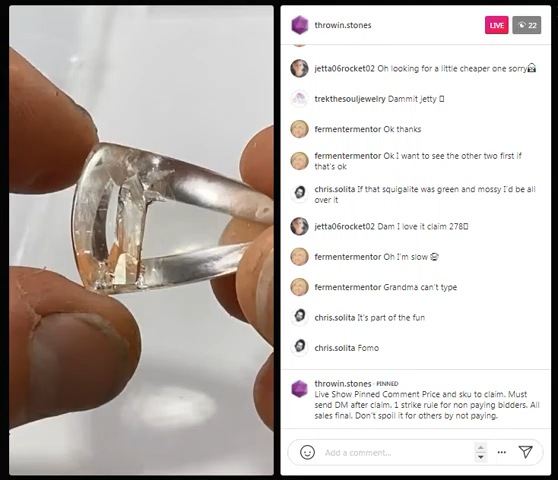 throwin.stones
LIVE
22
jetta06rocket02 Oh looking for a little cheaper one sorry
trekthesouljewelry Dammit jetty
fermentermentor Ok thanks
fermentermentor Ok I want to see the other two first if
that's ok
chris.solita If that squigalite was green and mossy I'd be all
over it
jetta06rocket02 Dam I love it claim 278
fermentermentor Oh I'm slow
fermentermentor Grandma can't type
chris.solita It's part of the fun
chris.solita Fomo
throwin.stones · PINNED
Live Show Pinned Comment Price and sku to claim. Must
send DM after claim. 1 strike rule for non paying bidders. All
sales final. Don't spoil it for others by not paying.
Add a comment...